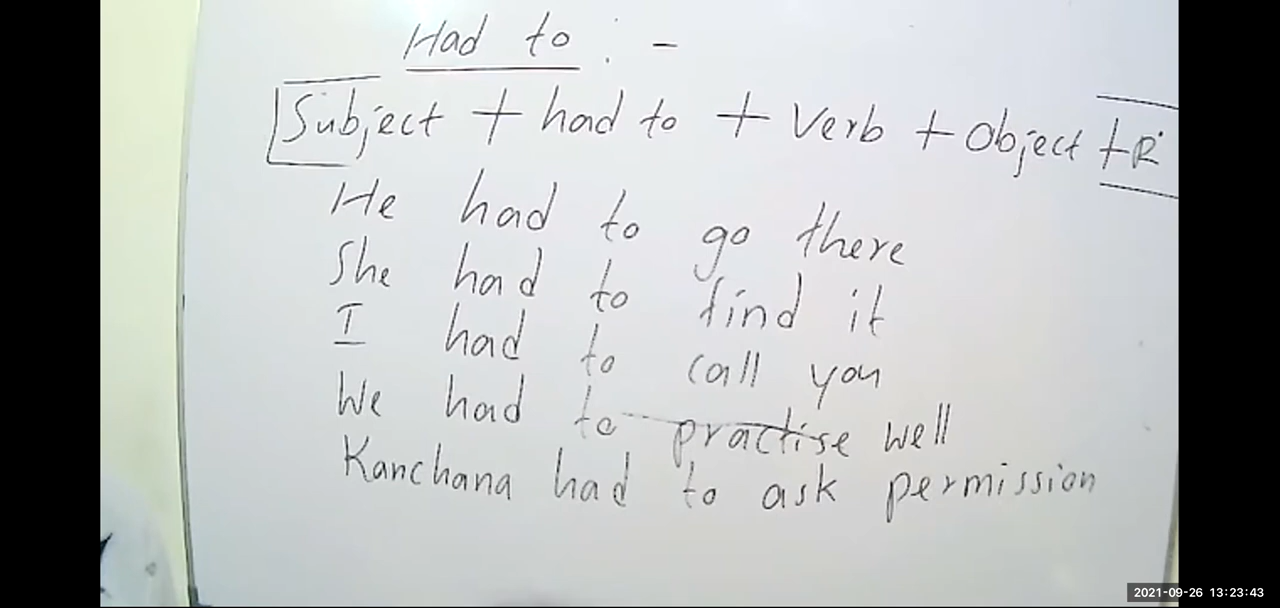 Had to : -
Subject + had to + Verb + Object + R
He had to go there
She had to find it
I had to call you
We had to practise well
Kanchana had to ask permission
2021-09-26 13:23:43